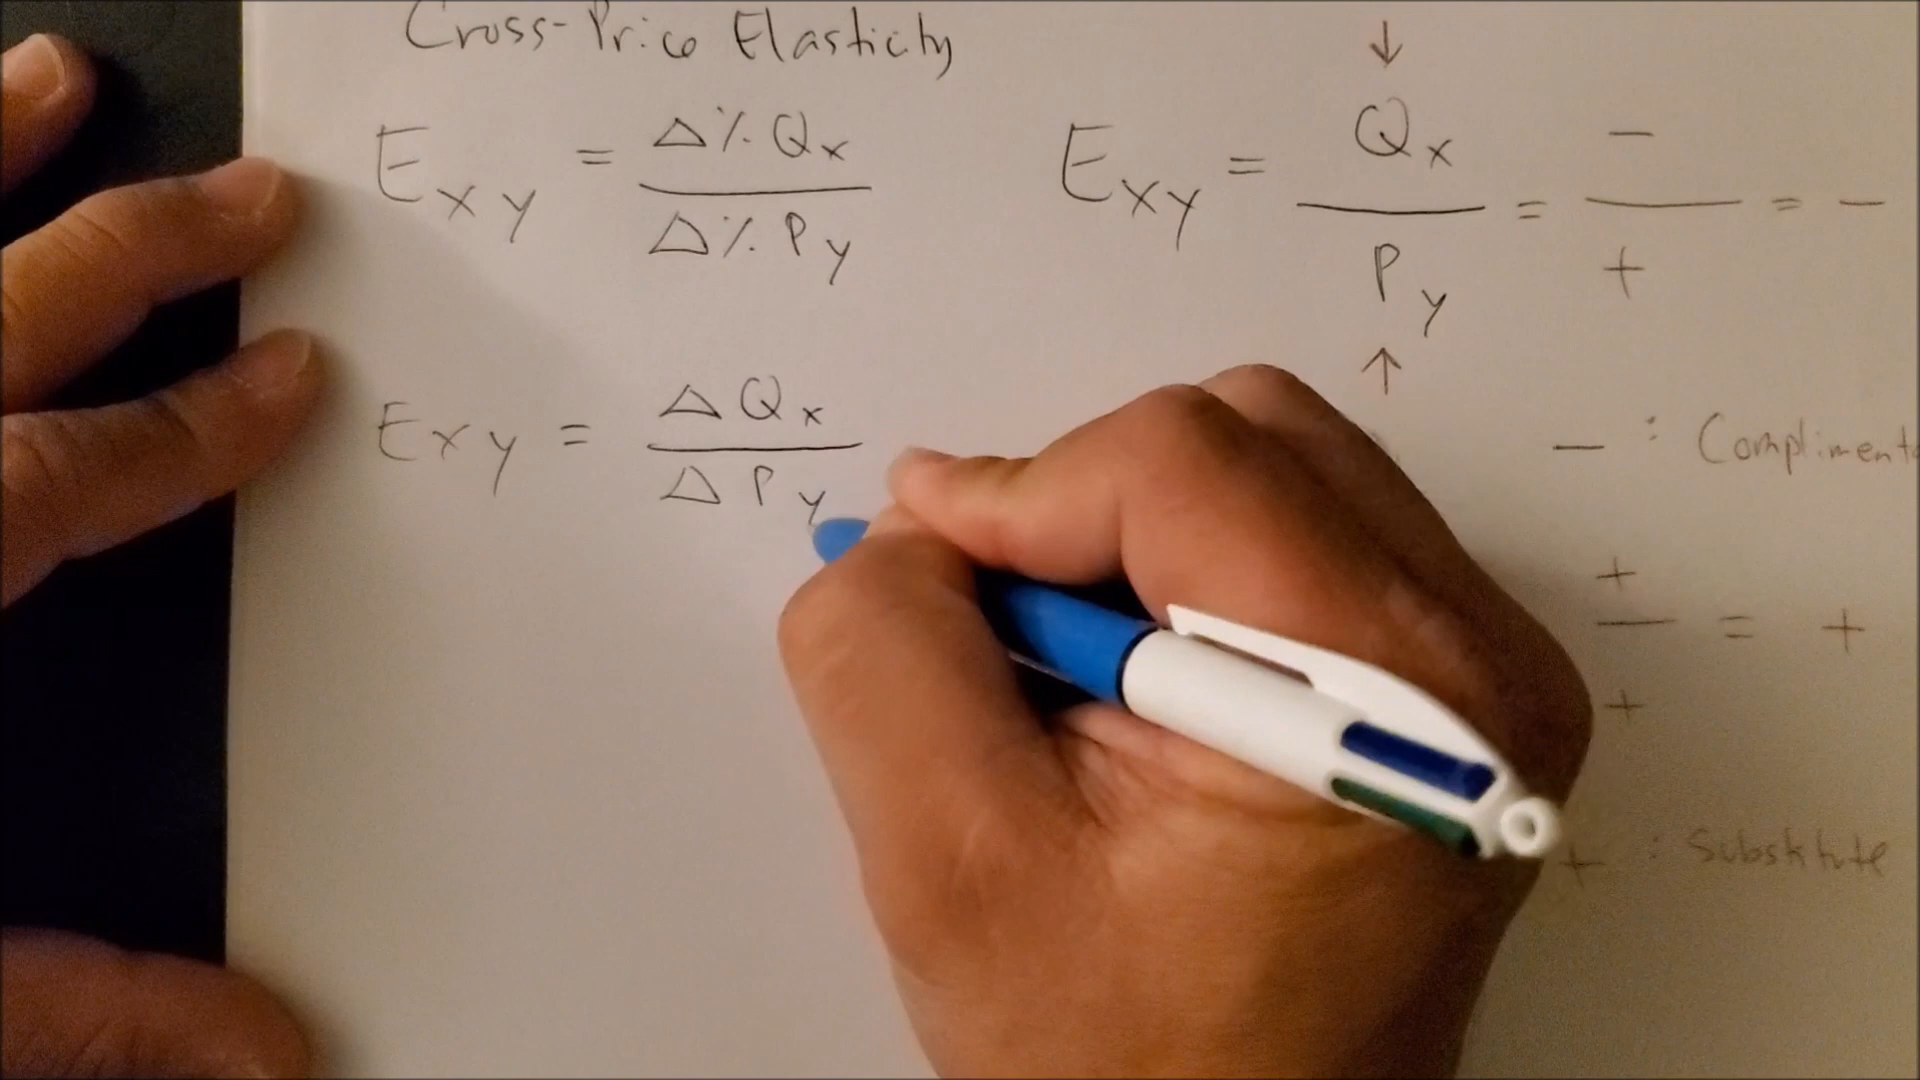 Cross-Price Elasticity
Exy = Δ% Qx / Δ% Py
↓
Exy = Qx / Py = - / + = -
↑
Exy = ΔQx / ΔPy
- : Compliment
+ / + = +
+ : Substitute